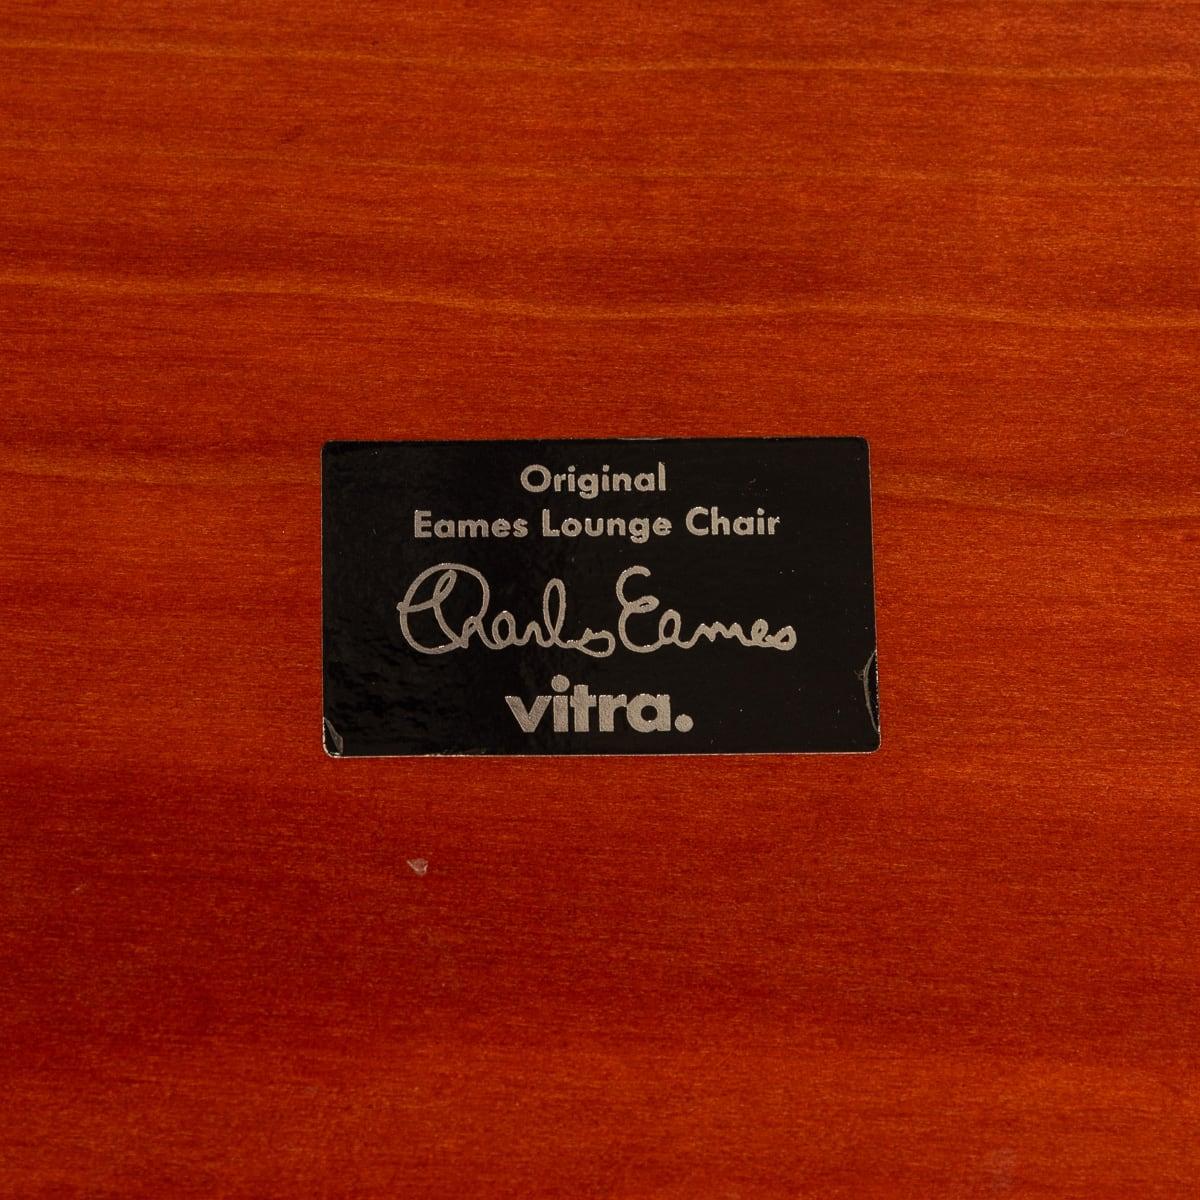 Original
Eames Lounge Chair
Charles Eames
vitra.